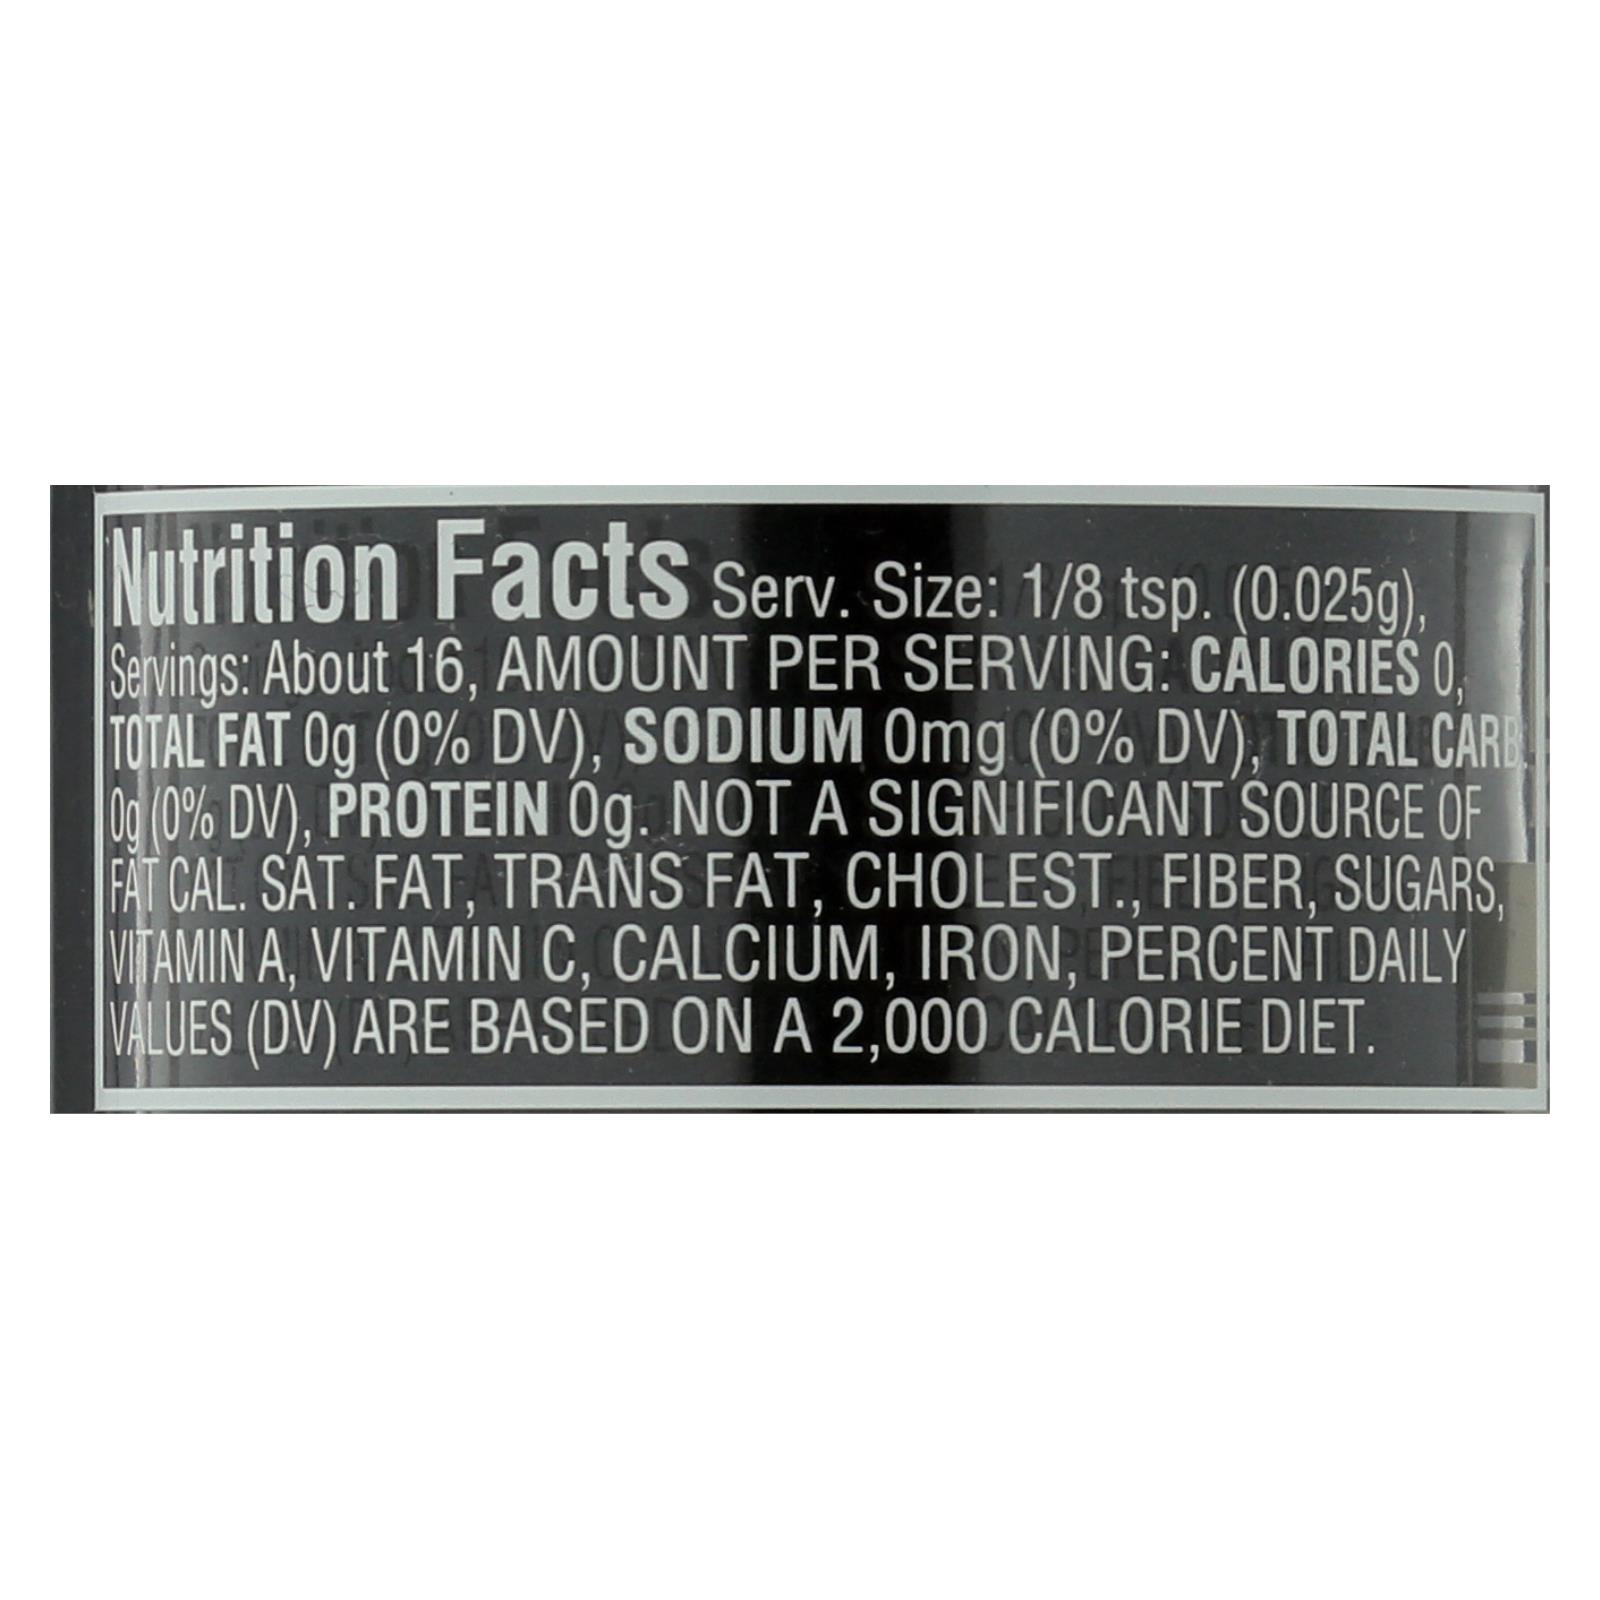 Nutrition Facts Serv. Size: 1/8 tsp. (0.025g),
Servings: About 16, AMOUNT PER SERVING: CALORIES 0,
TOTAL FAT 0g (0% DV), SODIUM 0mg (0% DV), TOTAL CARB.
0g (0% DV), PROTEIN 0g. NOT A SIGNIFICANT SOURCE OF
FAT CAL. SAT. FAT, TRANS FAT, CHOLEST., FIBER, SUGARS,
VITAMIN A, VITAMIN C, CALCIUM, IRON, PERCENT DAILY
VALUES (DV) ARE BASED ON A 2,000 CALORIE DIET.